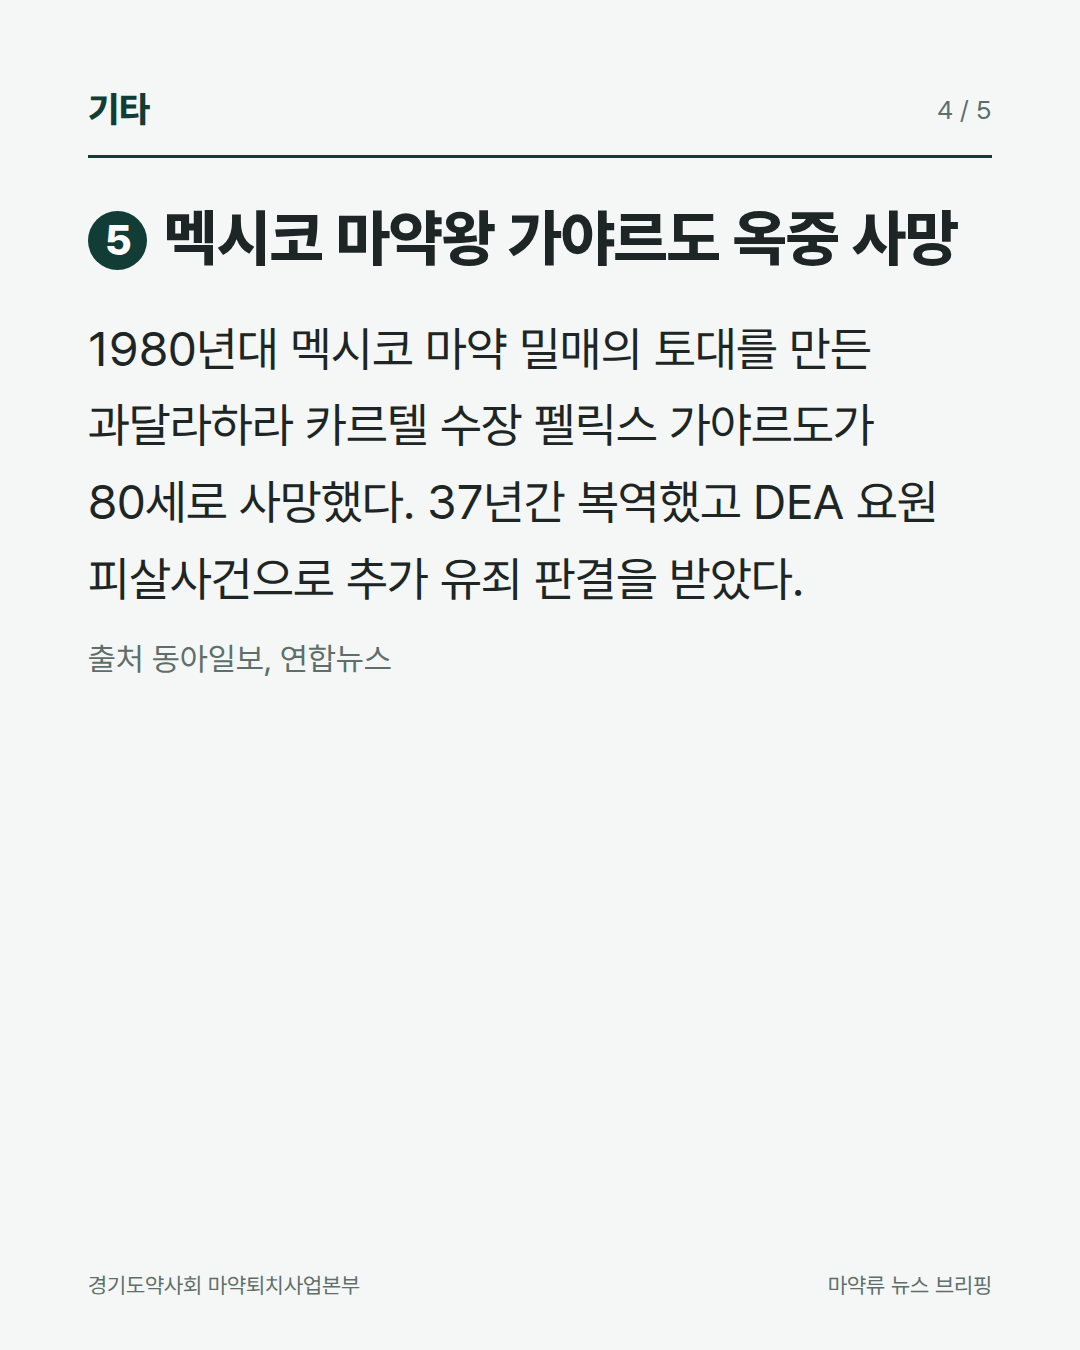 기타
4 / 5
5 멕시코 마약왕 가야르도 옥중 사망
1980년대 멕시코 마약 밀매의 토대를 만든
과달라하라 카르텔 수장 펠릭스 가야르도가
80세로 사망했다. 37년간 복역했고 DEA 요원
피살사건으로 추가 유죄 판결을 받았다.
출처 동아일보, 연합뉴스
경기도약사회 마약퇴치사업본부
마약류 뉴스 브리핑